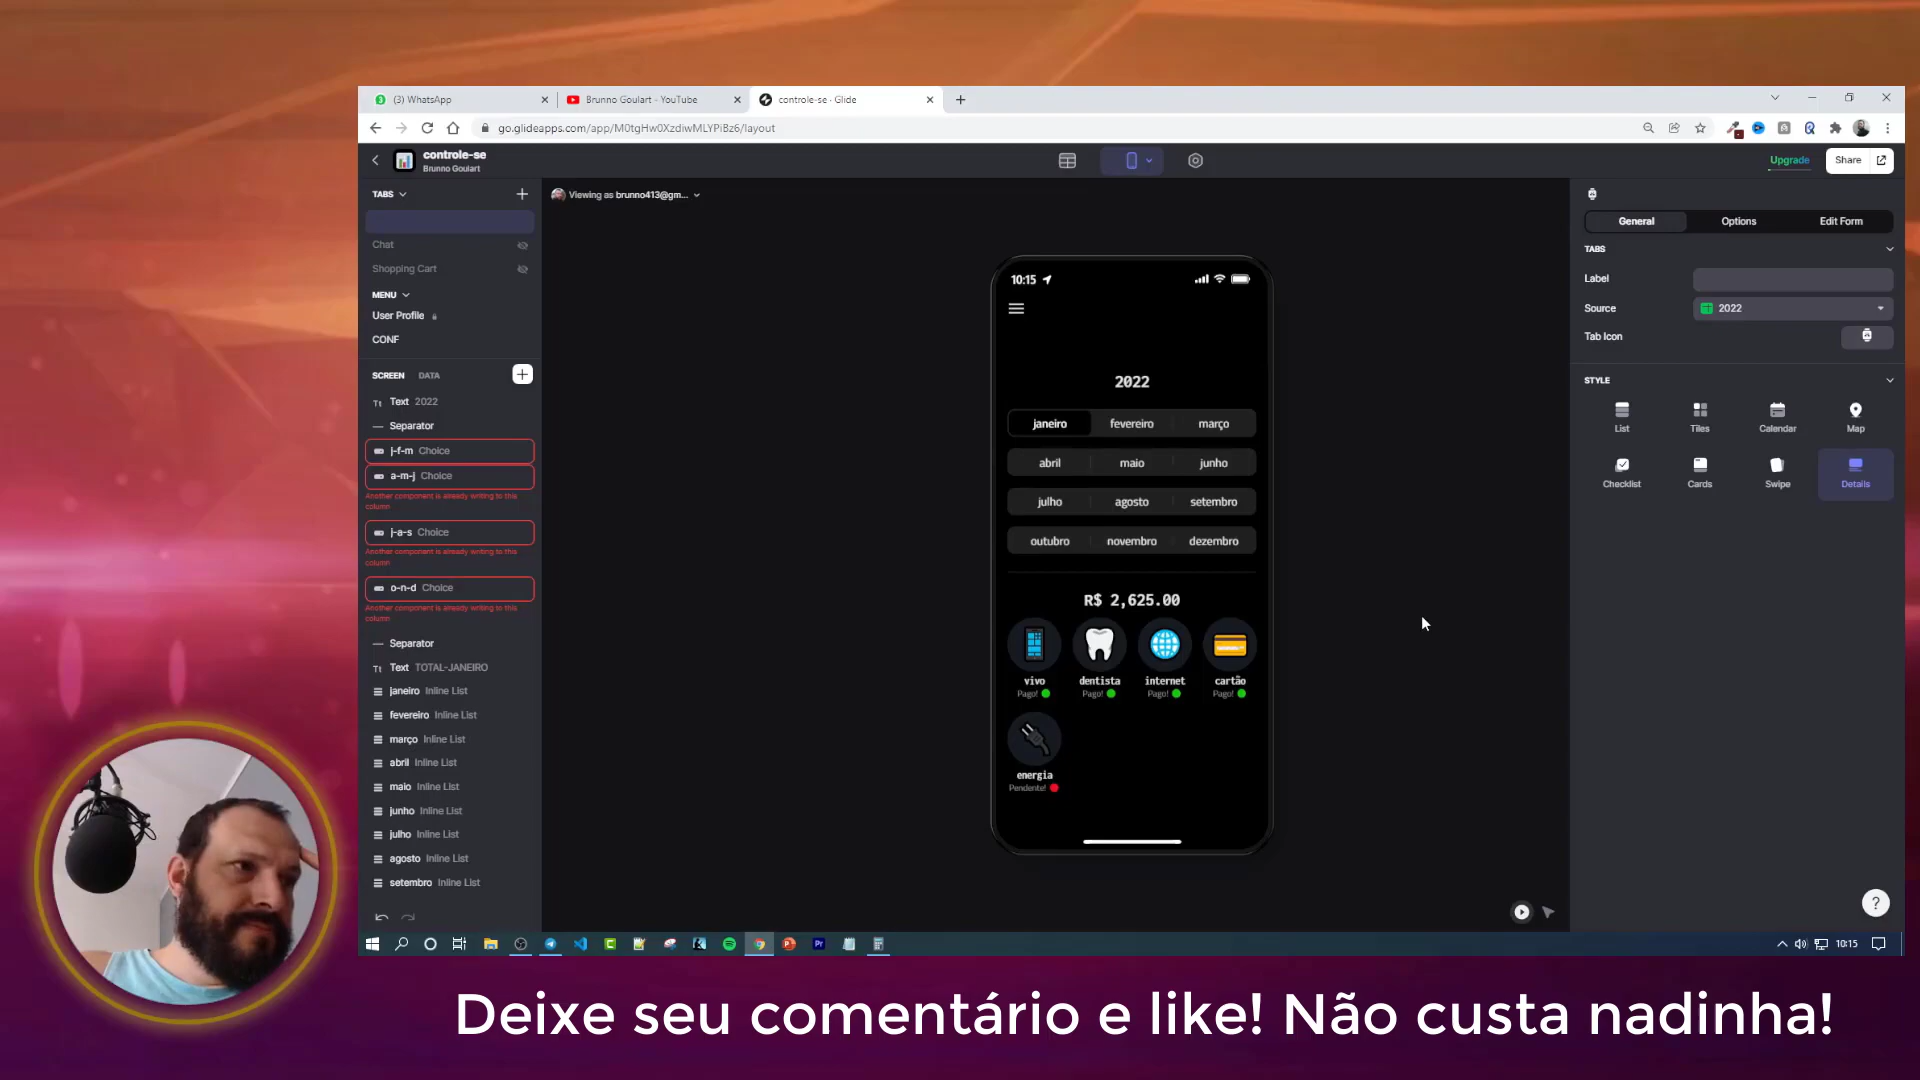 (3) WhatsApp
Brunno Goulart - YouTube
controle-se - Glide
go.glideapps.com/app/M0tgHw0XzdiwMLYPiBz6/layout
controle-se
Brunno Goulart
Upgrade
Share
TABS
Chat
Shopping Cart
MENU
User Profile
CONF
SCREEN DATA
Tt Text 2022
Separator
j-f-m Choice
a-m-j Choice
Another component is already writing to this
column
j-a-s Choice
Another component is already writing to this
column
o-n-d Choice
Another component is already writing to this
column
Separator
Tt Text TOTAL-JANEIRO
janeiro Inline List
fevereiro Inline List
março Inline List
abril Inline List
maio Inline List
junho Inline List
julho Inline List
agosto Inline List
setembro Inline List
Viewing as brunno413@gm...
10:15
2022
janeiro fevereiro março
abril maio junho
julho agosto setembro
outubro novembro dezembro
R$ 2,625.00
vivo dentista internet cartão
Pago! Pago! Pago! Pago!
energia
Pendente!
General Options Edit Form
TABS
Label
Source 2022
Tab Icon
STYLE
List Tiles Calendar Map
Checklist Cards Swipe Details
?
Pr
10:15
Deixe seu comentário e like! Não custa nadinha!